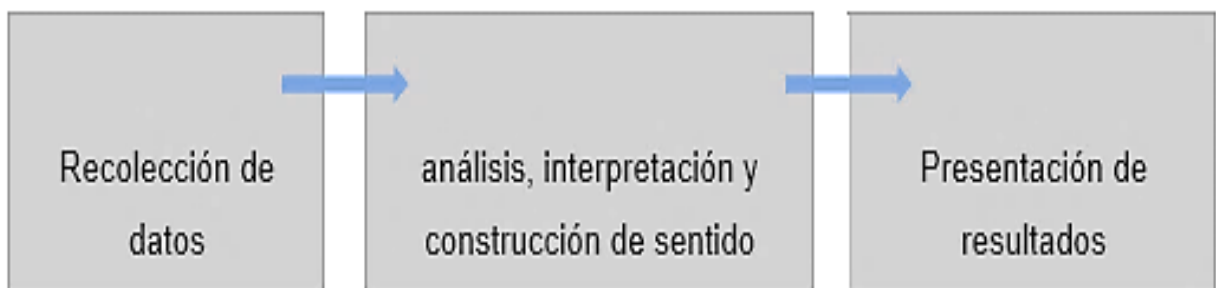 Recolección de
datos
análisis, interpretación y
construcción de sentido
Presentación de
resultados